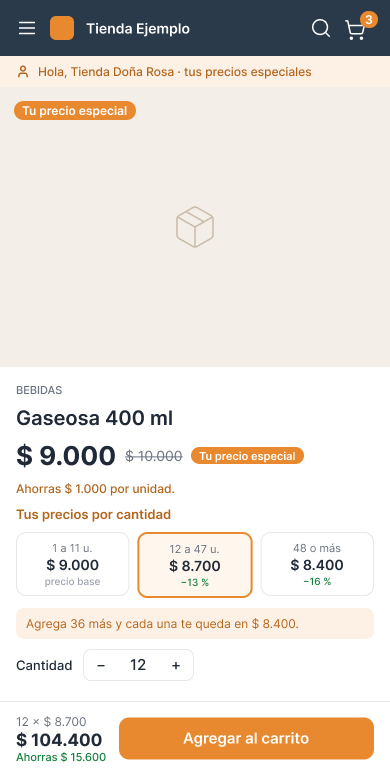 Tienda Ejemplo
3
Hola, Tienda Doña Rosa · tus precios especiales
Tu precio especial
BEBIDAS
Gaseosa 400 ml
$ 9.000 $ 10.000 Tu precio especial
Ahorras $ 1.000 por unidad.
Tus precios por cantidad
1 a 11 u.
$ 9.000
precio base
12 a 47 u.
$ 8.700
−13 %
48 o más
$ 8.400
−16 %
Agrega 36 más y cada una te queda en $ 8.400.
Cantidad − 12 +
12 × $ 8.700
$ 104.400
Ahorras $ 15.600
Agregar al carrito